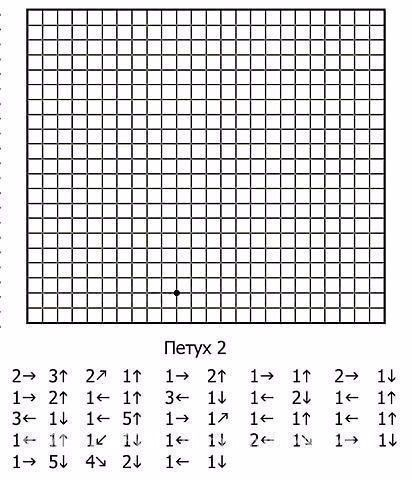 Петух 2
2→ 3↑ 2↗ 1↑ 1→ 2↑ 1→ 1↑ 2→ 1↓
1→ 2↑ 1← 1↑ 3← 1↓ 1← 2↓ 1← 1↑
3← 1↓ 1← 5↑ 1→ 1↗ 1← 1↑ 1← 1↑
1← 1↑ 1↙ 1↓ 1← 1↓ 2← 1↘ 1→ 1↓
1→ 5↓ 4↘ 2↓ 1← 1↓